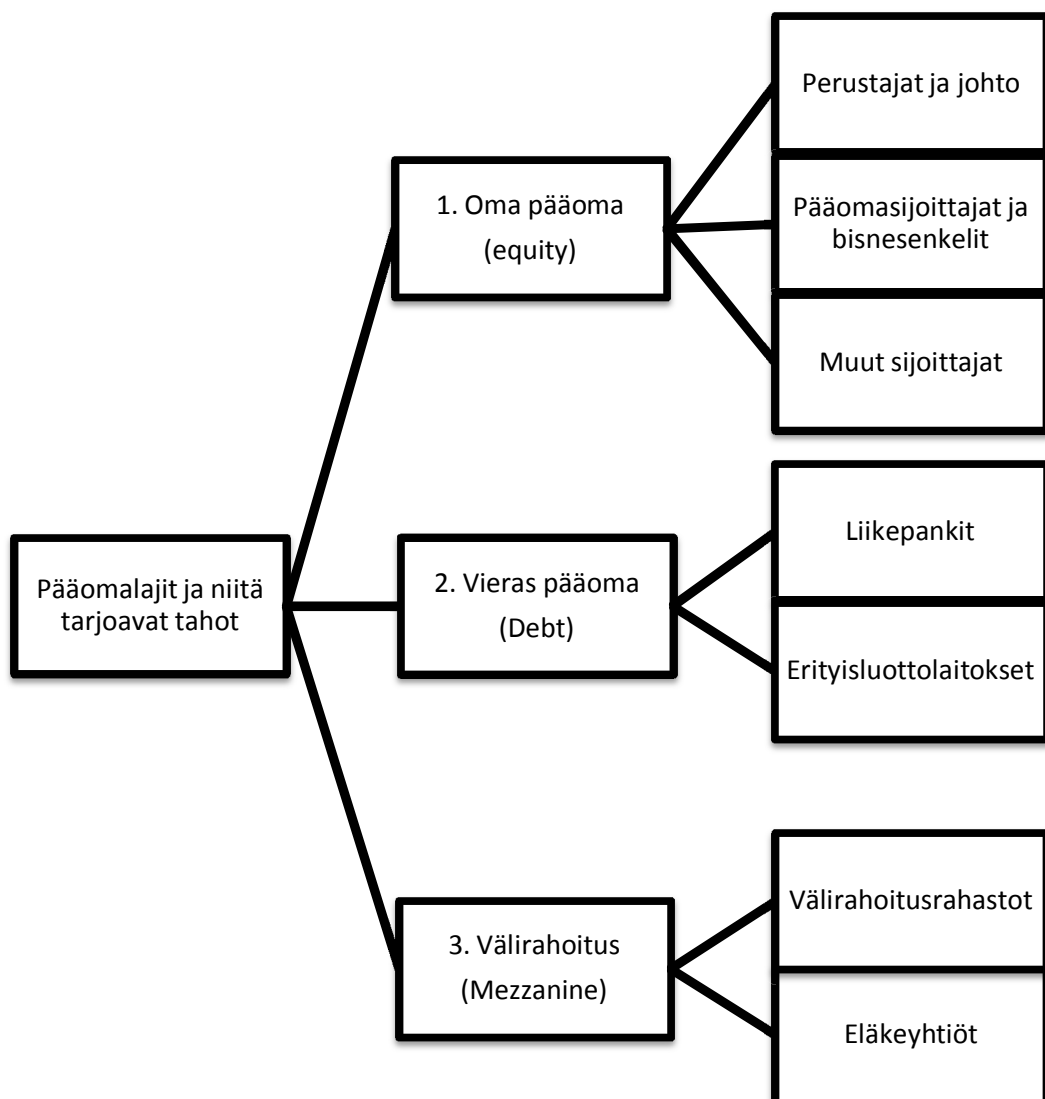 Pääomalajit ja niitä
tarjoavat tahot
1. Oma pääoma
(equity)
Perustajat ja johto
Pääomasijoittajat ja
bisnesenkelit
Muut sijoittajat
2. Vieras pääoma
(Debt)
Liikepankit
Erityisluottolaitokset
3. Välirahoitus
(Mezzanine)
Välirahoitusrahastot
Eläkeyhtiöt